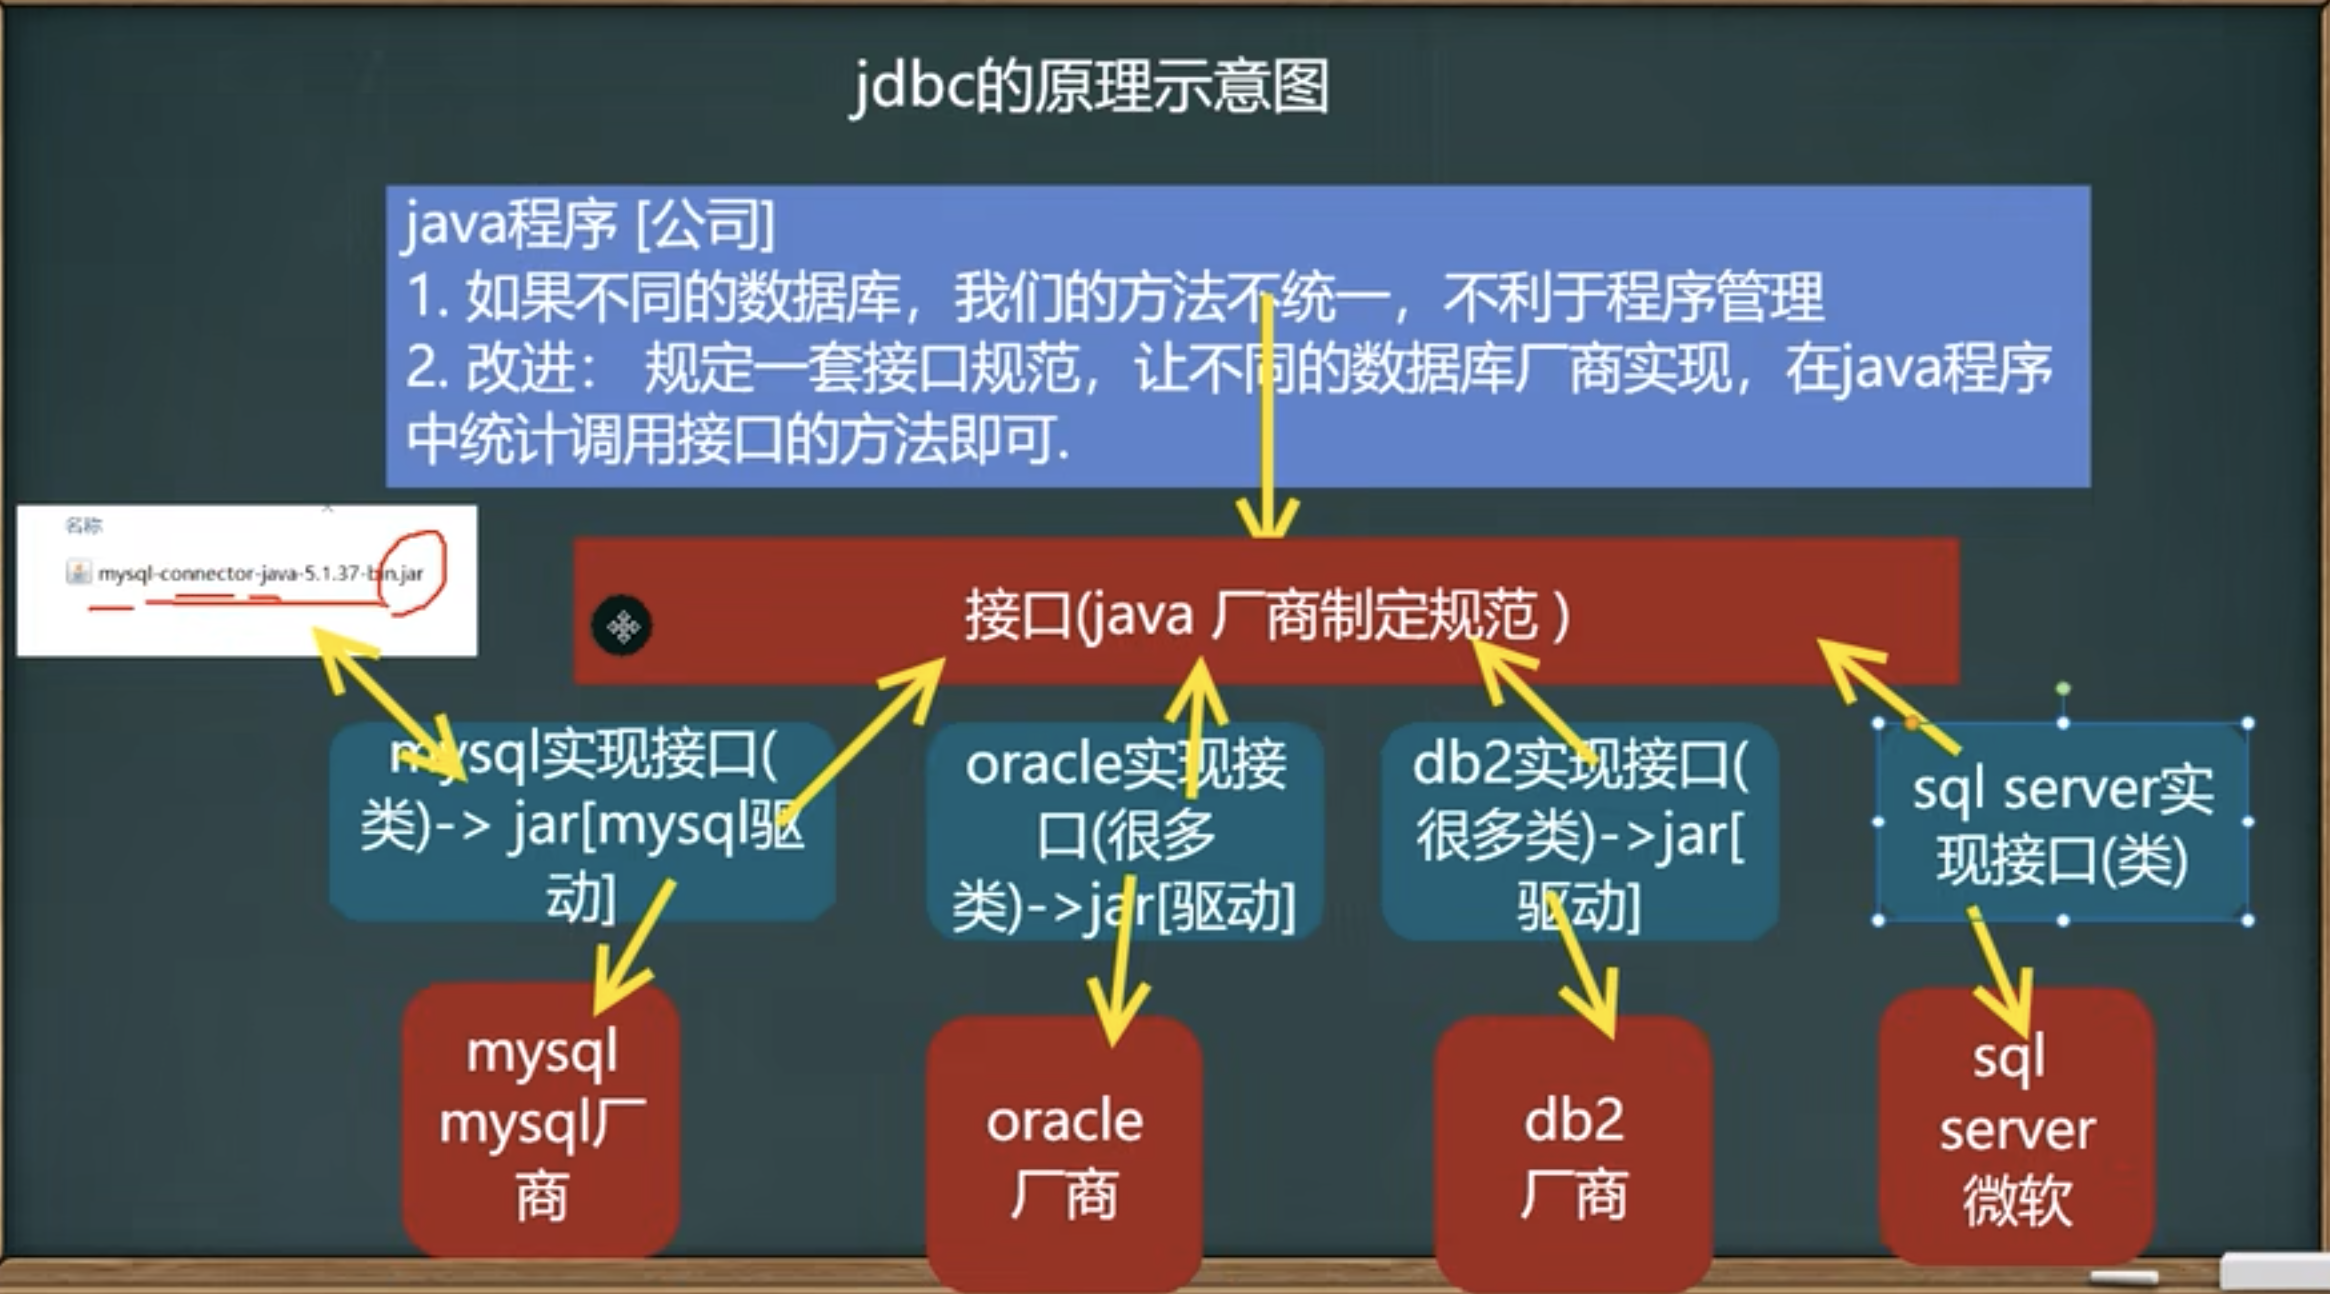 jdbc的原理示意图
java程序 [公司]
1. 如果不同的数据库，我们的方法不统一，不利于程序管理
2. 改进： 规定一套接口规范，让不同的数据库厂商实现，在java程序
中统计调用接口的方法即可.
名称
mysql-connector-java-5.1.37-bin.jar
接口(java 厂商制定规范 )
mysql实现接口(
类)-> jar[mysql驱
动]
oracle实现接
口(很多
类)->jar[驱动]
db2实现接口(
很多类)->jar[
驱动]
sql server实
现接口(类)
mysql
mysql厂
商
oracle
厂商
db2
厂商
sql
server
微软